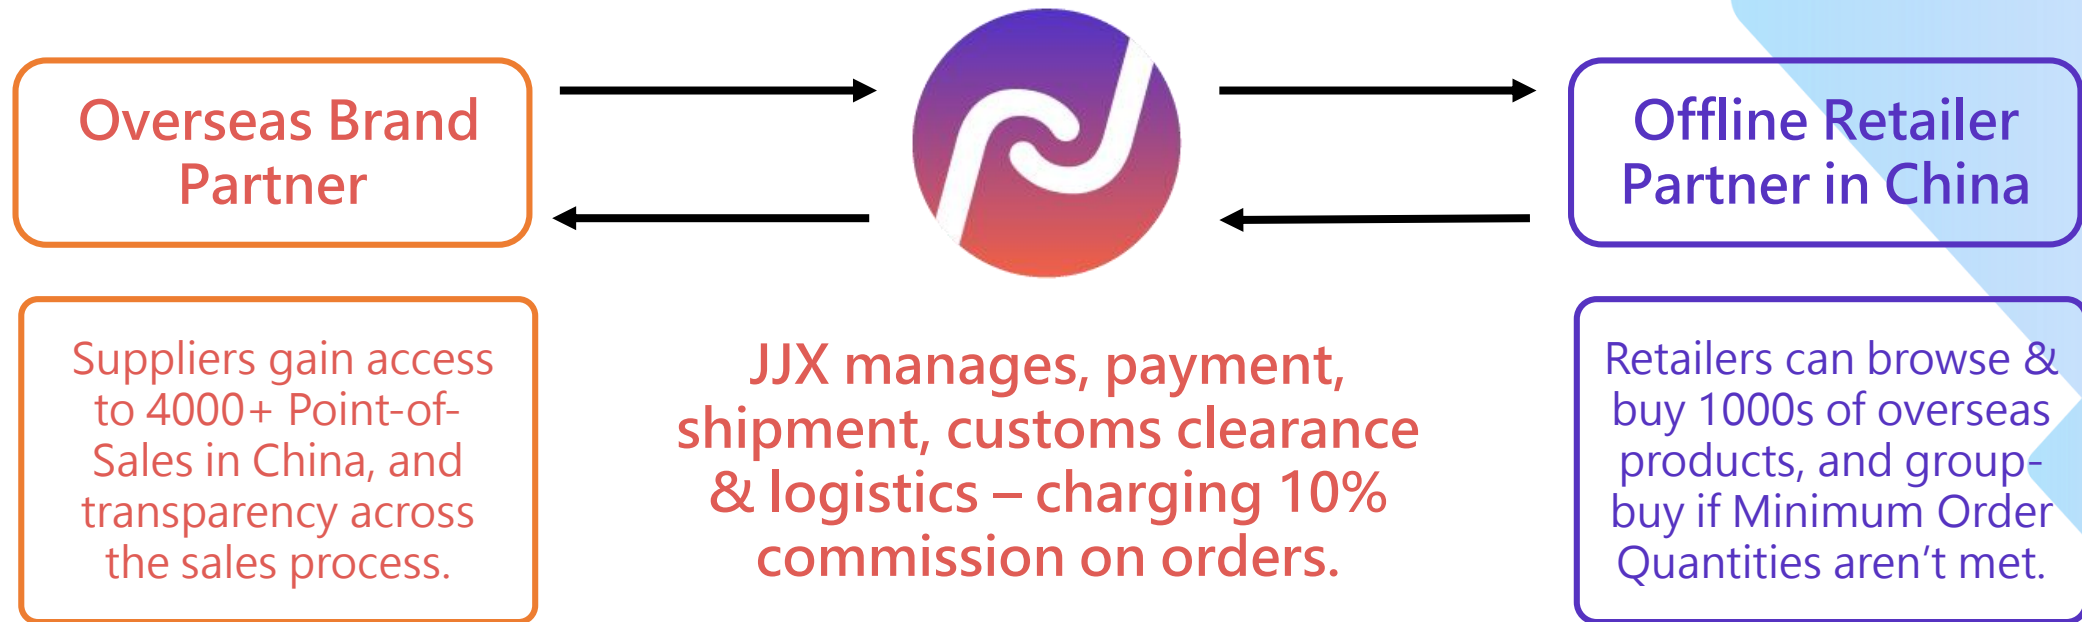 Overseas Brand
Partner
Offline Retailer
Partner in China
Suppliers gain access
to 4000+ Point-of-
Sales in China, and
transparency across
the sales process.
JJX manages, payment,
shipment, customs clearance
& logistics – charging 10%
commission on orders.
Retailers can browse &
buy 1000s of overseas
products, and group-
buy if Minimum Order
Quantities aren’t met.